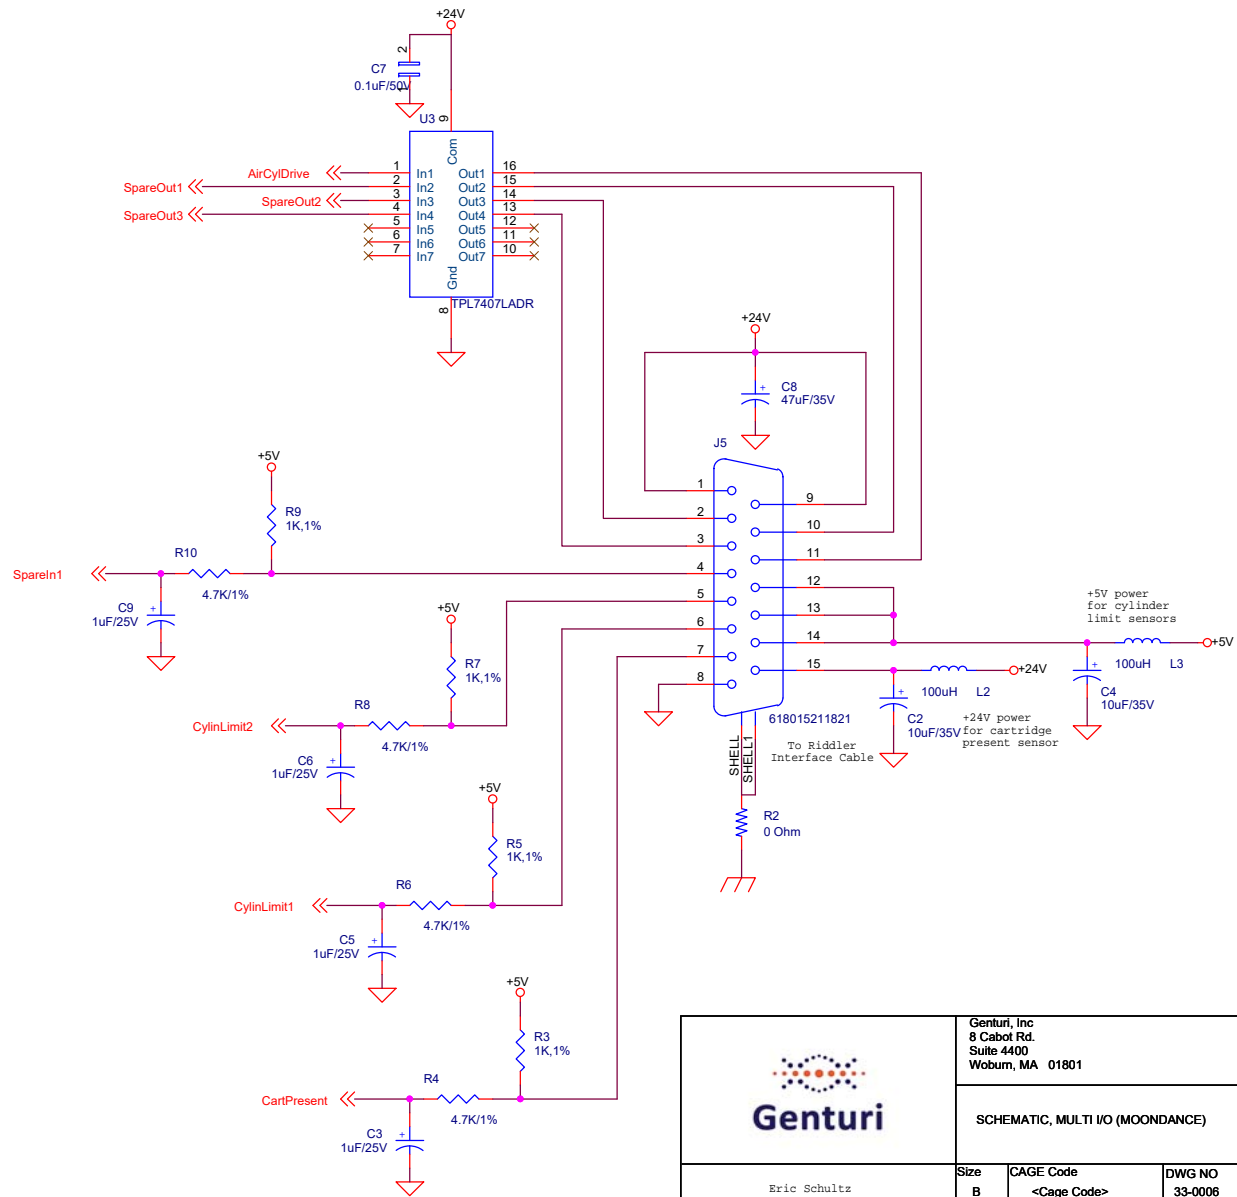 +24V
2
C7
0.1uF/50V
1
U3
9
Com
AirCylDrive
1
In1
Out1
16
SpareOut1
2
In2
Out2
15
SpareOut2
3
In3
Out3
14
SpareOut3
4
In4
Out4
13
5
In5
Out5
12
6
In6
Out6
11
7
In7
Out7
10
Gnd
8
TPL7407LADR
+24V
C8
47uF/35V
J5
+5V
R9
1K,1%
R10
4.7K/1%
SpareIn1
C9
1uF/25V
1
2
3
4
5
6
7
8
9
10
11
12
13
14
15
+5V power
for cylinder
limit sensors
+5V
100uH
L3
C4
10uF/35V
+24V
100uH
L2
C2
10uF/35V
+24V power
for cartridge
present sensor
618015211821
To Riddler
Interface Cable
SHELL
SHELL1
R2
0 Ohm
+5V
R7
1K,1%
R8
4.7K/1%
CylinLimit2
C6
1uF/25V
+5V
R5
1K,1%
R6
4.7K/1%
CylinLimit1
C5
1uF/25V
+5V
R3
1K,1%
R4
4.7K/1%
CartPresent
C3
1uF/25V
Genturi
Genturi, Inc
8 Cabot Rd.
Suite 4400
Woburn, MA 01801
SCHEMATIC, MULTI I/O (MOONDANCE)
Eric Schultz
Size
B
CAGE Code
<Cage Code>
DWG NO
33-0006